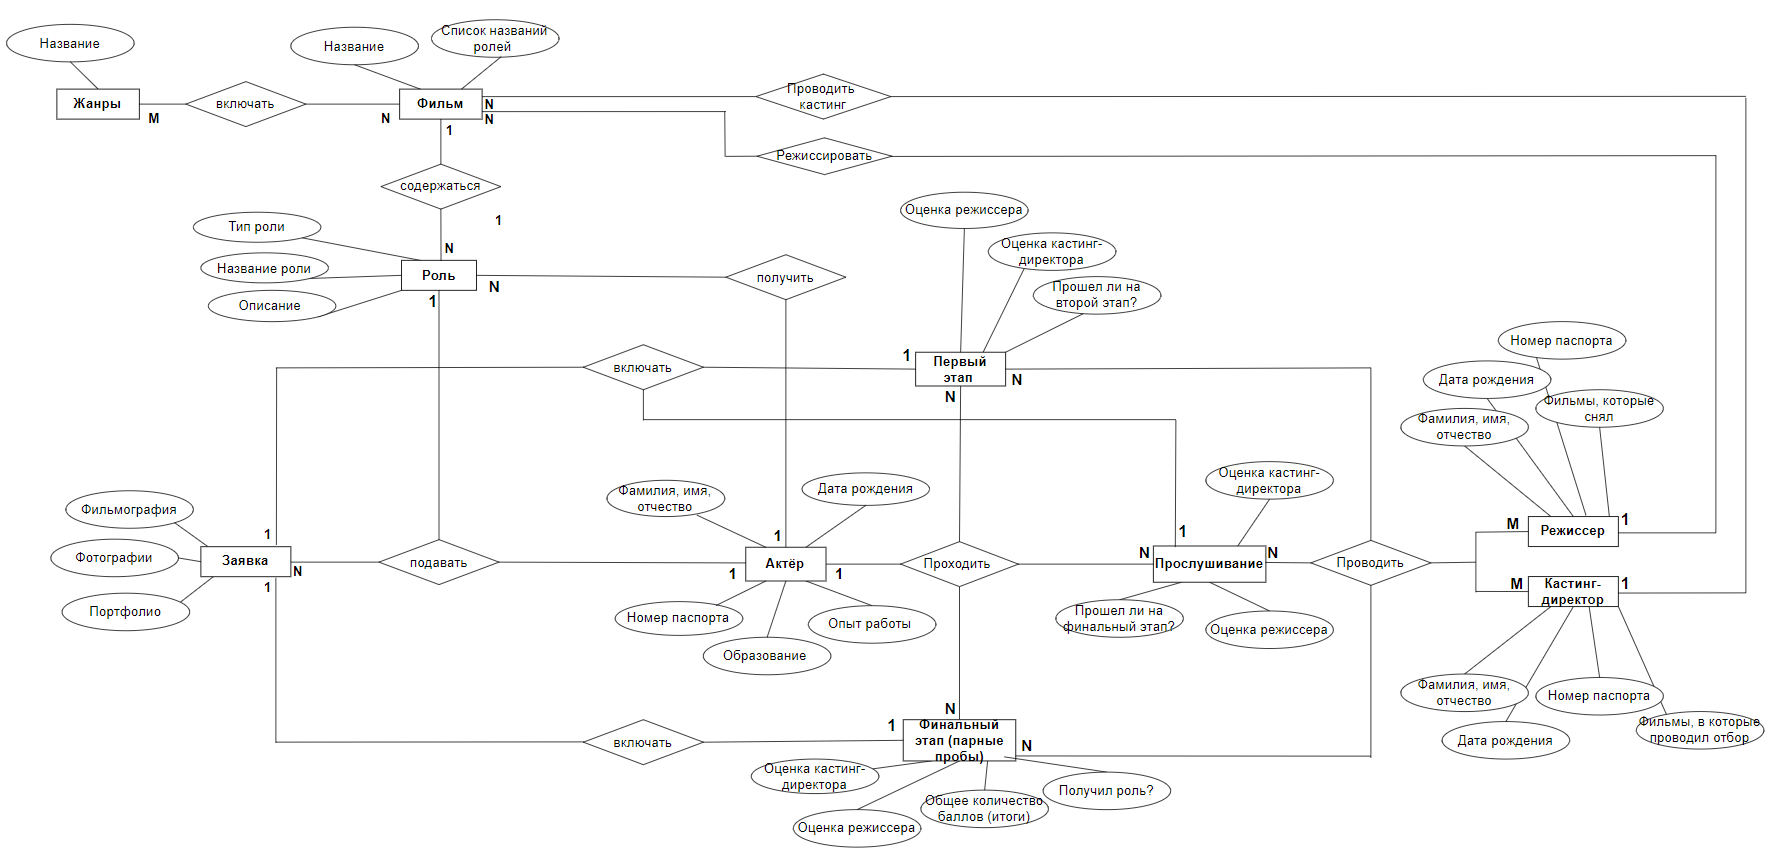 Название
Название
Список названий
ролей
Жанры
включать
Фильм
M
N
N
N
1
Проводить
кастинг
Режиссировать
содержаться
1
N
Тип роли
Название роли
Описание
Роль
N
1
получить
Оценка режиссера
Оценка кастинг-
директора
Прошел ли на
второй этап?
1
Первый
этап
N
N
включать
Номер паспорта
Дата рождения
Фильмы, которые
снял
Фамилия, имя,
отчество
Фильмография
Фотографии
Портфолио
1
Заявка
N
1
подавать
Фамилия, имя,
отчество
Дата рождения
1
Актёр
1
1
Номер паспорта
Образование
Опыт работы
Проходить
Оценка кастинг-
директора
1
N
N
Прослушивание
Прошел ли на
финальный этап?
Оценка режиссера
Проводить
M
Режиссер
1
M
Кастинг-
директор
1
Фамилия, имя,
отчество
Номер паспорта
Дата рождения
Фильмы, в которые
проводил отбор
включать
N
1
Финальный
этап (парные
пробы)
N
Оценка кастинг-
директора
Оценка режиссера
Общее количество
баллов (итоги)
Получил роль?